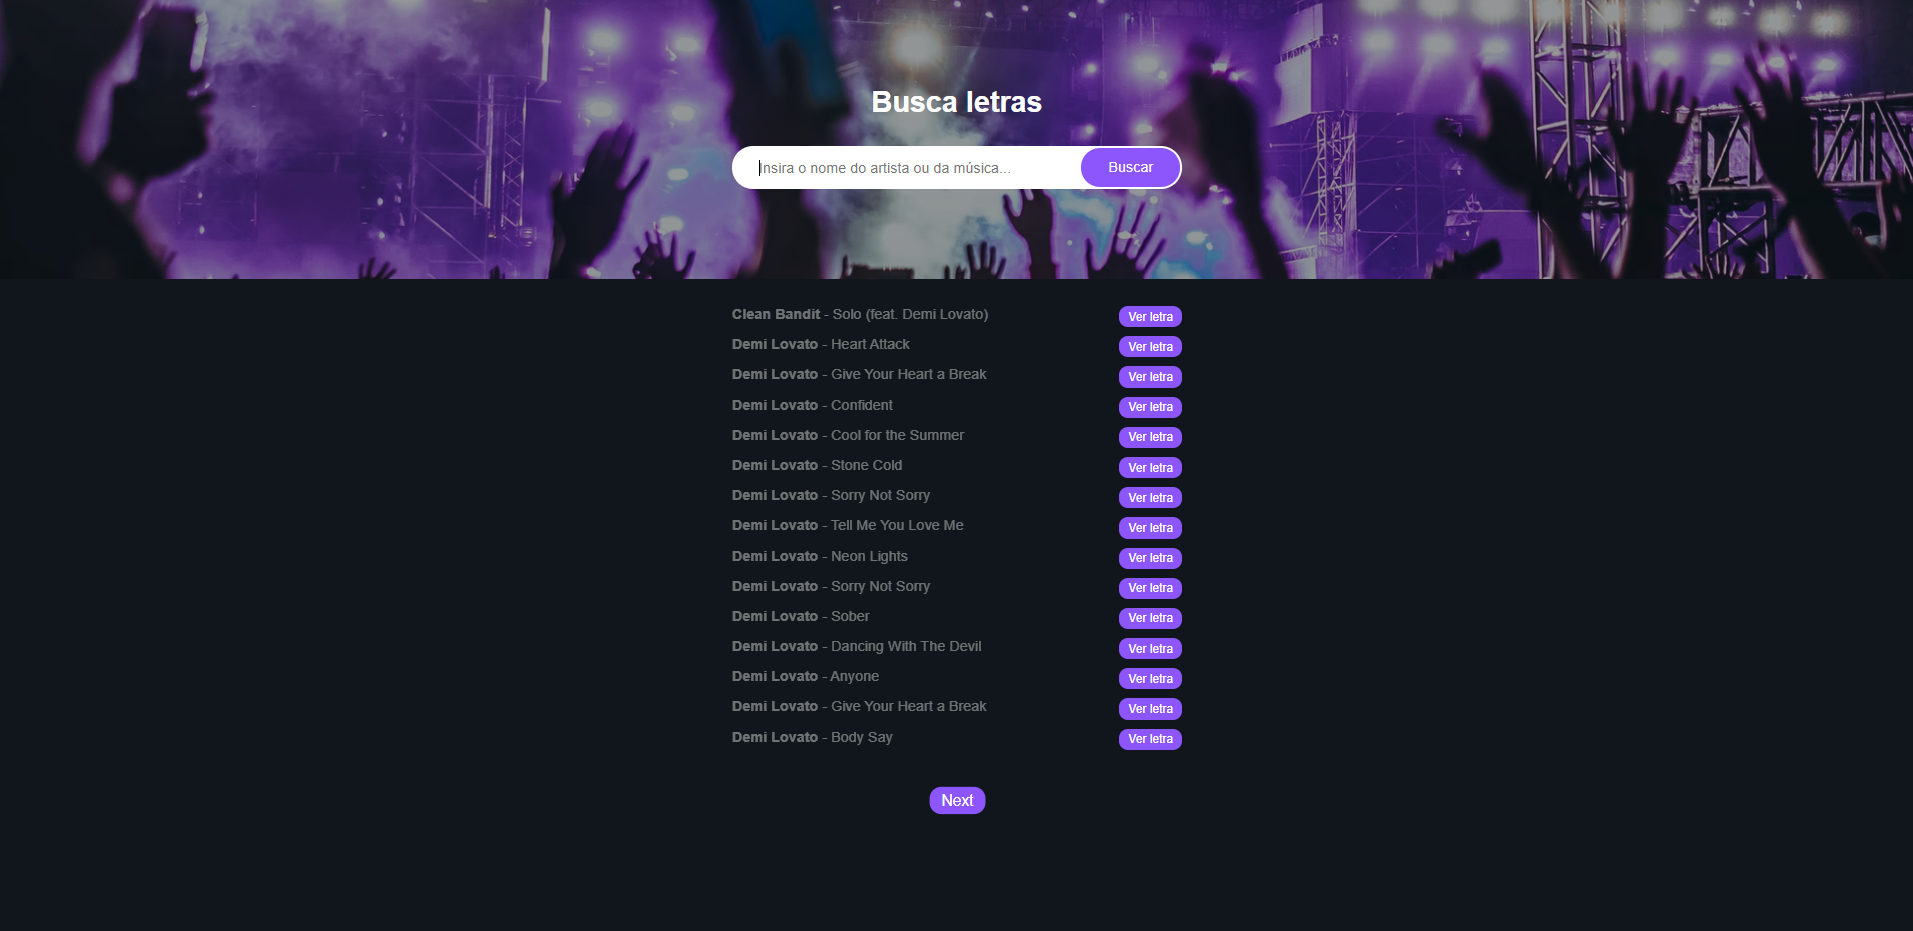 Busca letras
Insira o nome do artista ou da música... Buscar
Clean Bandit - Solo (feat. Demi Lovato) Ver letra
Demi Lovato - Heart Attack Ver letra
Demi Lovato - Give Your Heart a Break Ver letra
Demi Lovato - Confident Ver letra
Demi Lovato - Cool for the Summer Ver letra
Demi Lovato - Stone Cold Ver letra
Demi Lovato - Sorry Not Sorry Ver letra
Demi Lovato - Tell Me You Love Me Ver letra
Demi Lovato - Neon Lights Ver letra
Demi Lovato - Sorry Not Sorry Ver letra
Demi Lovato - Sober Ver letra
Demi Lovato - Dancing With The Devil Ver letra
Demi Lovato - Anyone Ver letra
Demi Lovato - Give Your Heart a Break Ver letra
Demi Lovato - Body Say Ver letra
Next